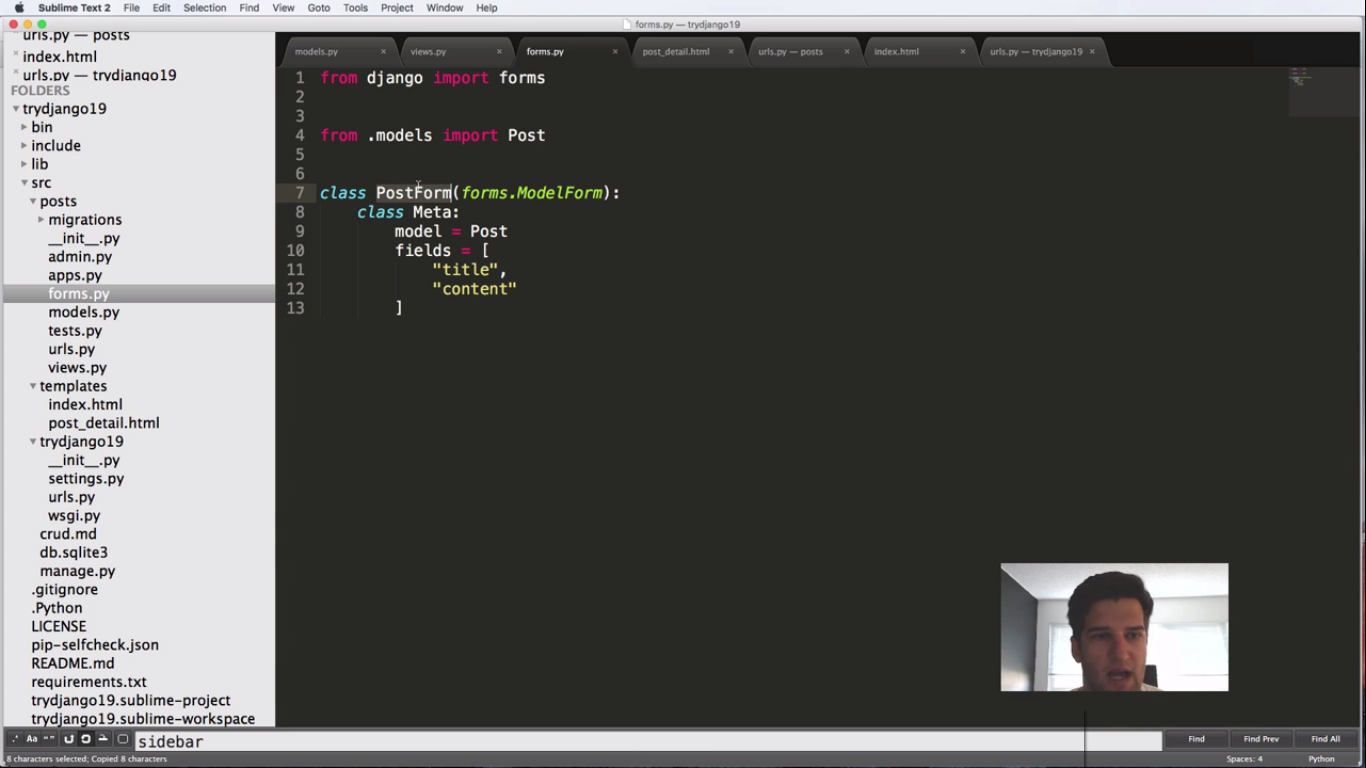 Sublime Text 2 File Edit Selection Find View Goto Tools Project Window Help
forms.py — trydjango19
urls.py — posts
index.html
urls.py — trydjango19
FOLDERS
trydjango19
bin
include
lib
src
posts
migrations
__init__.py
admin.py
apps.py
forms.py
models.py
tests.py
urls.py
views.py
templates
index.html
post_detail.html
trydjango19
__init__.py
settings.py
urls.py
wsgi.py
crud.md
db.sqlite3
manage.py
.gitignore
.Python
LICENSE
pip-selfcheck.json
README.md
requirements.txt
trydjango19.sublime-project
trydjango19.sublime-workspace
models.py views.py forms.py post_detail.html urls.py — posts index.html urls.py — trydjango19
1 from django import forms
2
3
4 from .models import Post
5
6
7 class PostForm(forms.ModelForm):
8 class Meta:
9 model = Post
10 fields = [
11 "title",
12 "content"
13 ]
.* Aa "" sidebar Find Find Prev Find All
8 characters selected; Copied 8 characters Spaces: 4 Python